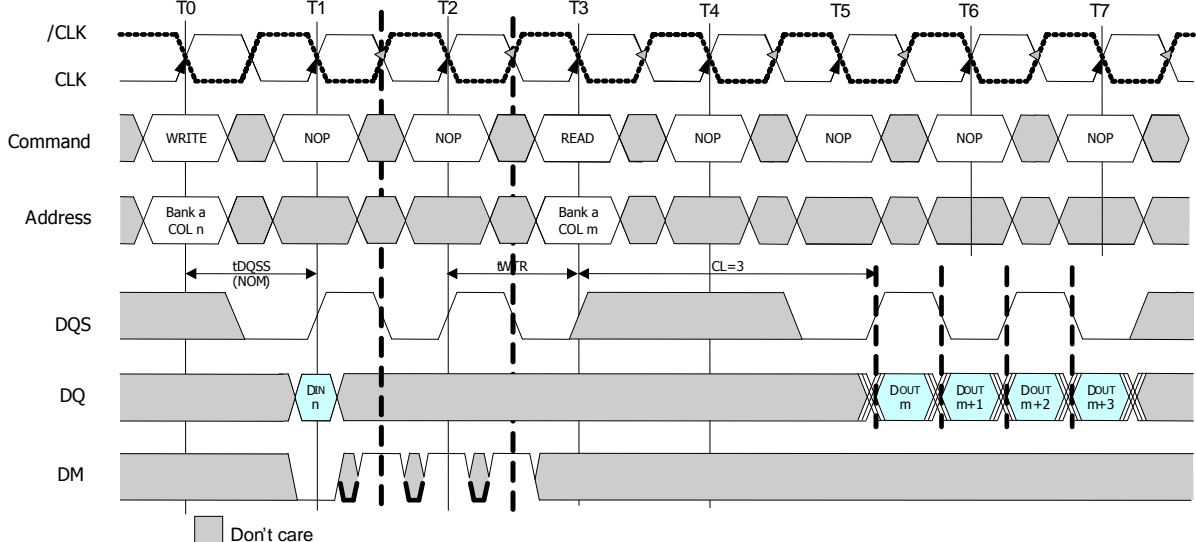 T0 T1 T2 T3 T4 T5 T6 T7
/CLK
CLK
Command WRITE NOP NOP READ NOP NOP NOP NOP
Address Bank a Bank a
COL n COL m
tDQSS tWTR CL=3
(NOM)
DQS
DQ DIN DOUT DOUT DOUT DOUT
n m m+1 m+2 m+3
DM
Don't care